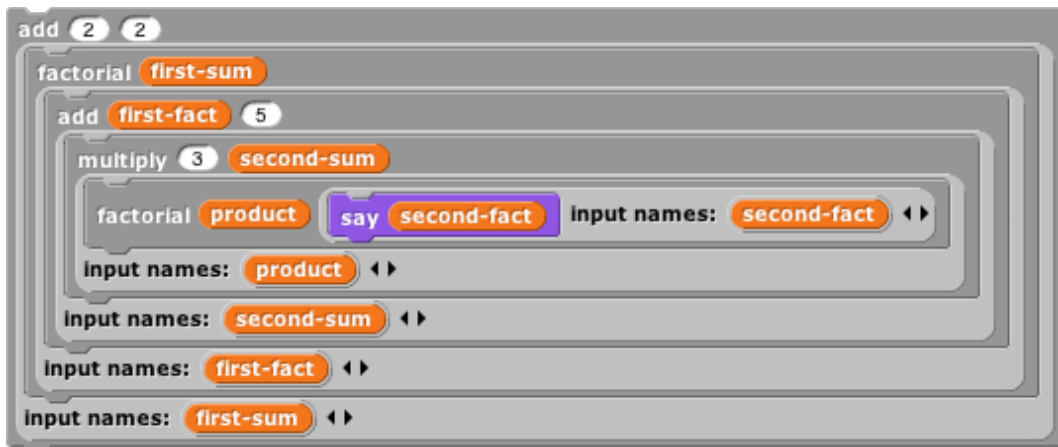 add 2 2
factorial first-sum
add first-fact 5
multiply 3 second-sum
factorial product say second-fact input names: second-fact
input names: product
input names: second-sum
input names: first-fact
input names: first-sum